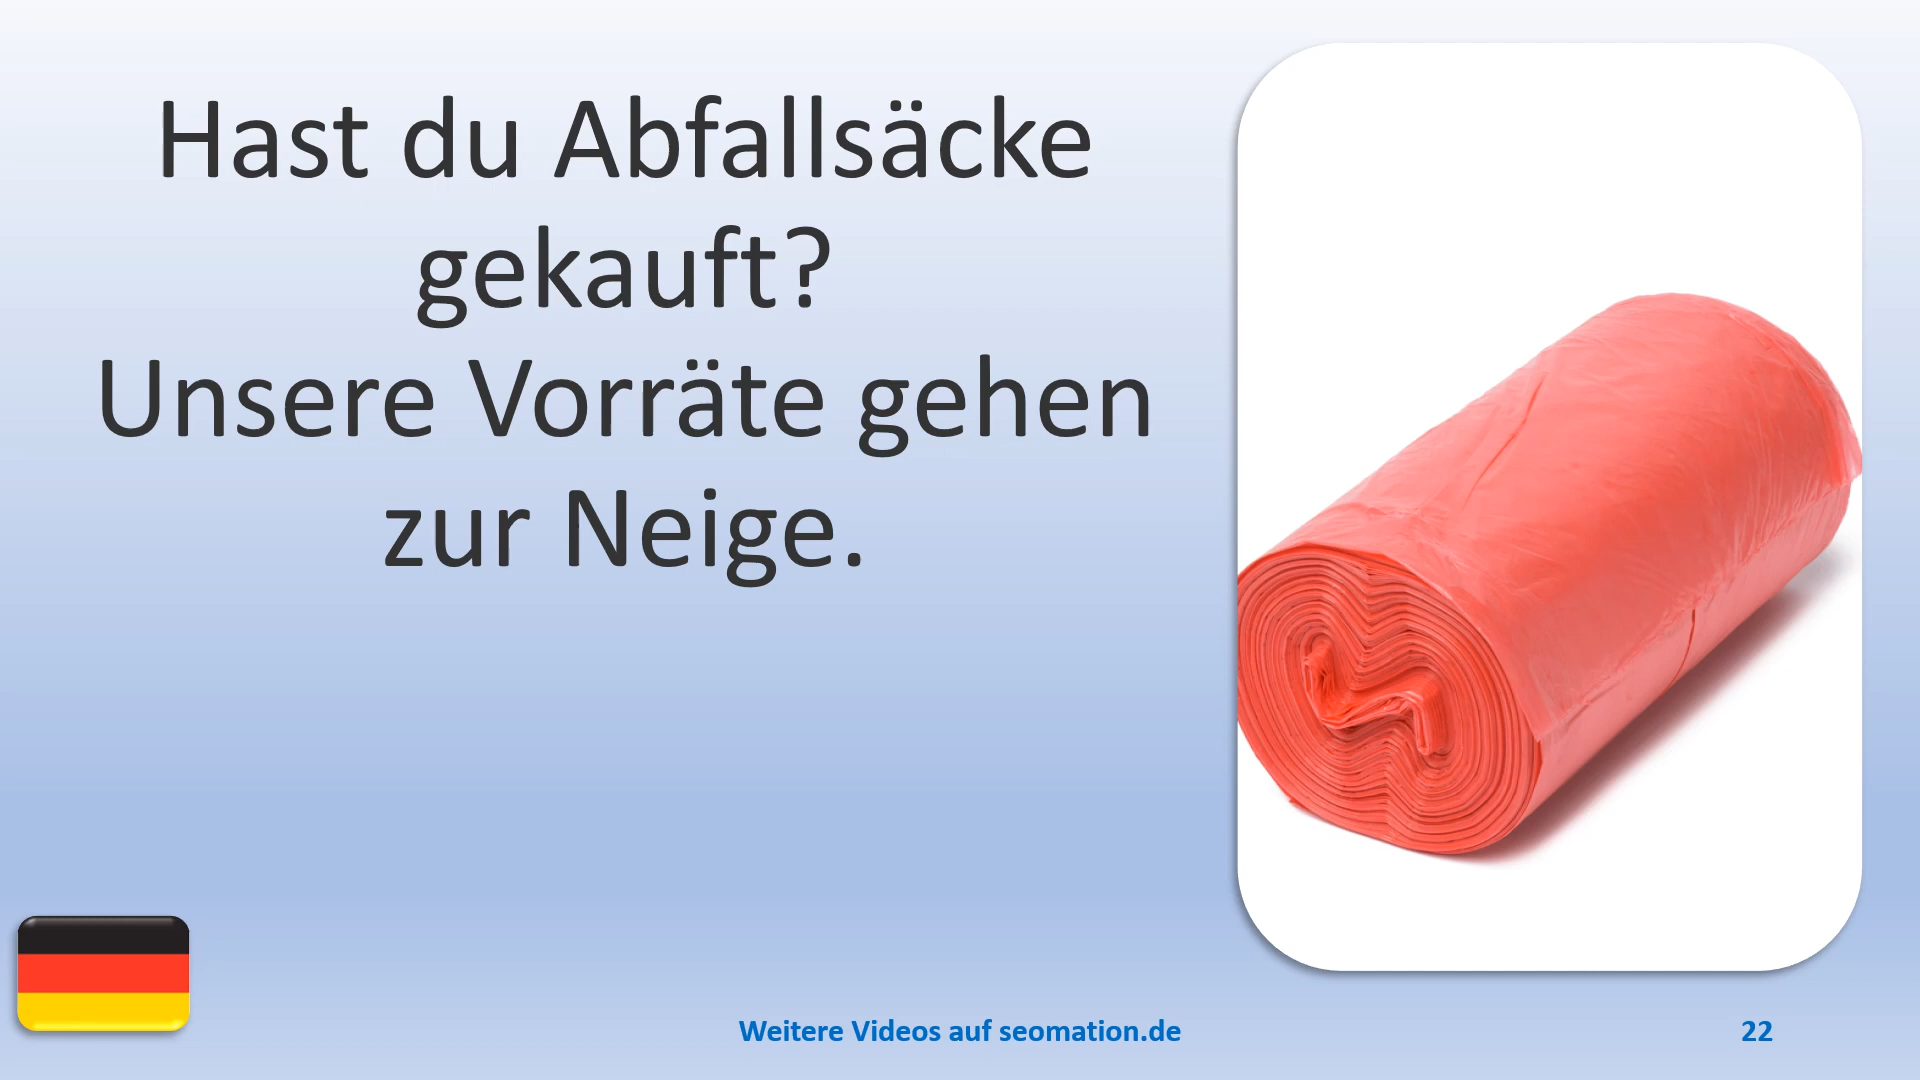 Hast du Abfallsäcke
gekauft?
Unsere Vorräte gehen
zur Neige.
Weitere Videos auf seomation.de
22